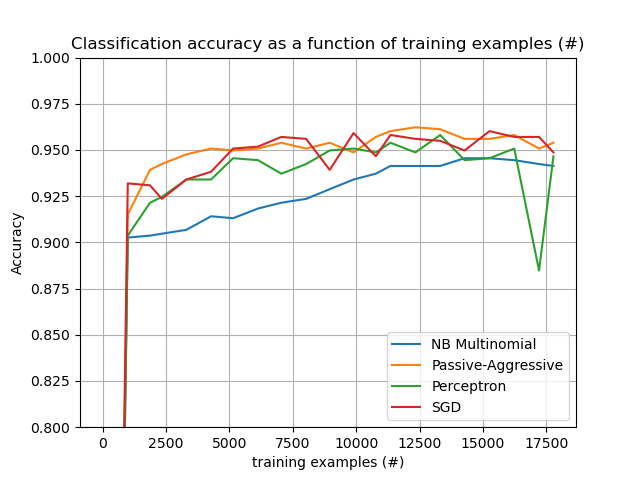 Classification accuracy as a function of training examples (#)
1.000
0.975
0.950
0.925
0.900
0.875
0.850
0.825
0.800
Accuracy
NB Multinomial
Passive-Aggressive
Perceptron
SGD
0 2500 5000 7500 10000 12500 15000 17500
training examples (#)